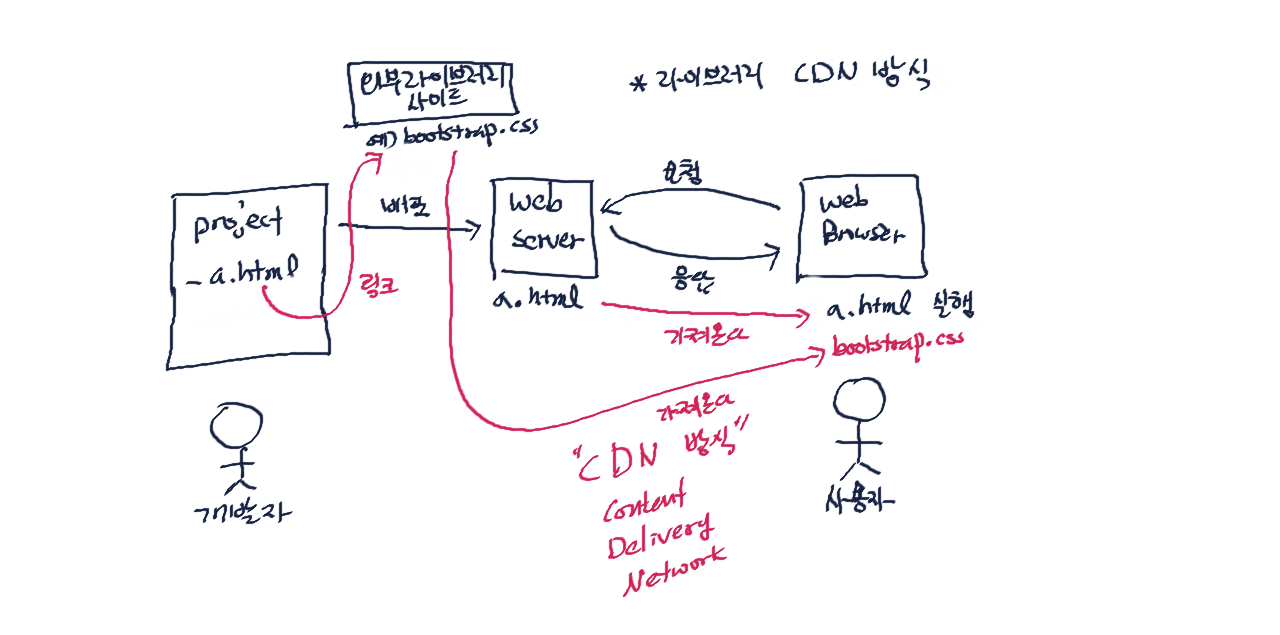 * 라이브러리 CDN 방식
외부라이브러리
사이트
예) bootstrap.css
project
- a.html
링크
배포
web
server
a.html
요청
응답
web
Browser
a.html 실행
bootstrap.css
가져온다
가져온다
"CDN 방식"
Content
Delivery
Network
개발자
사용자